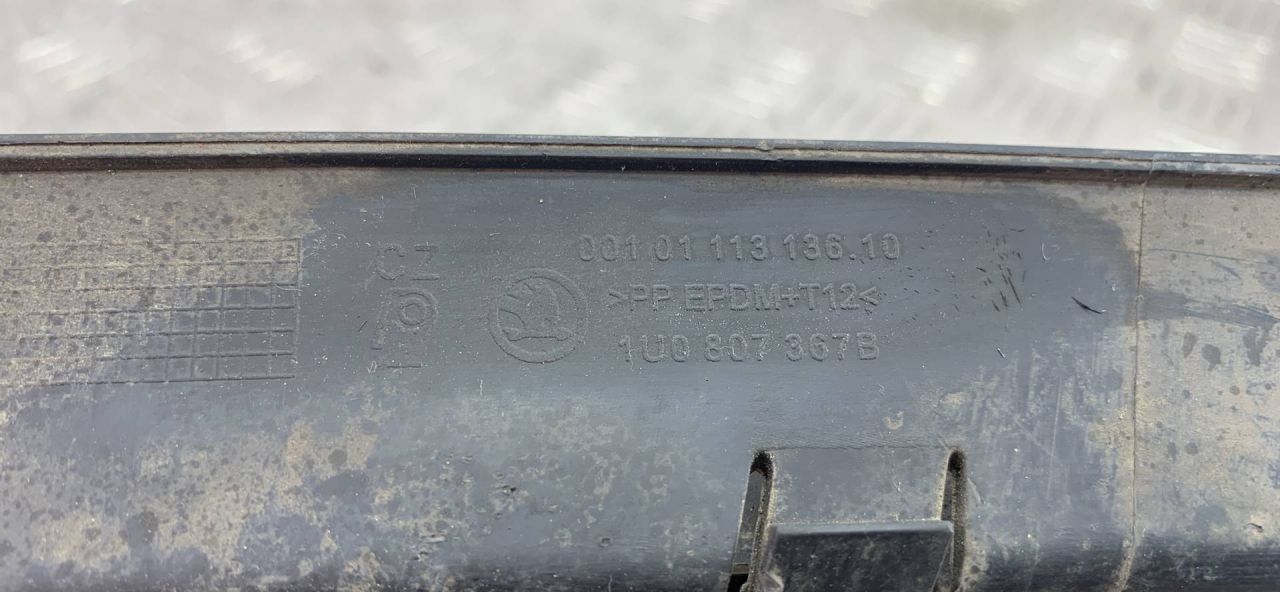 CZ
001 01 113 136.10
>PP EPDM+T12<
1U0 807 367B